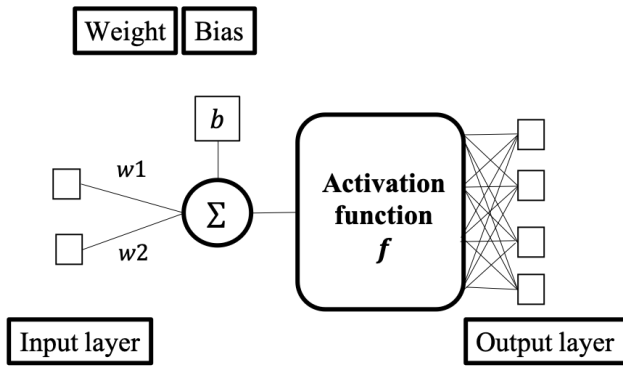 Weight Bias
b
w1
Σ
w2
Activation
function
f
Input layer
Output layer